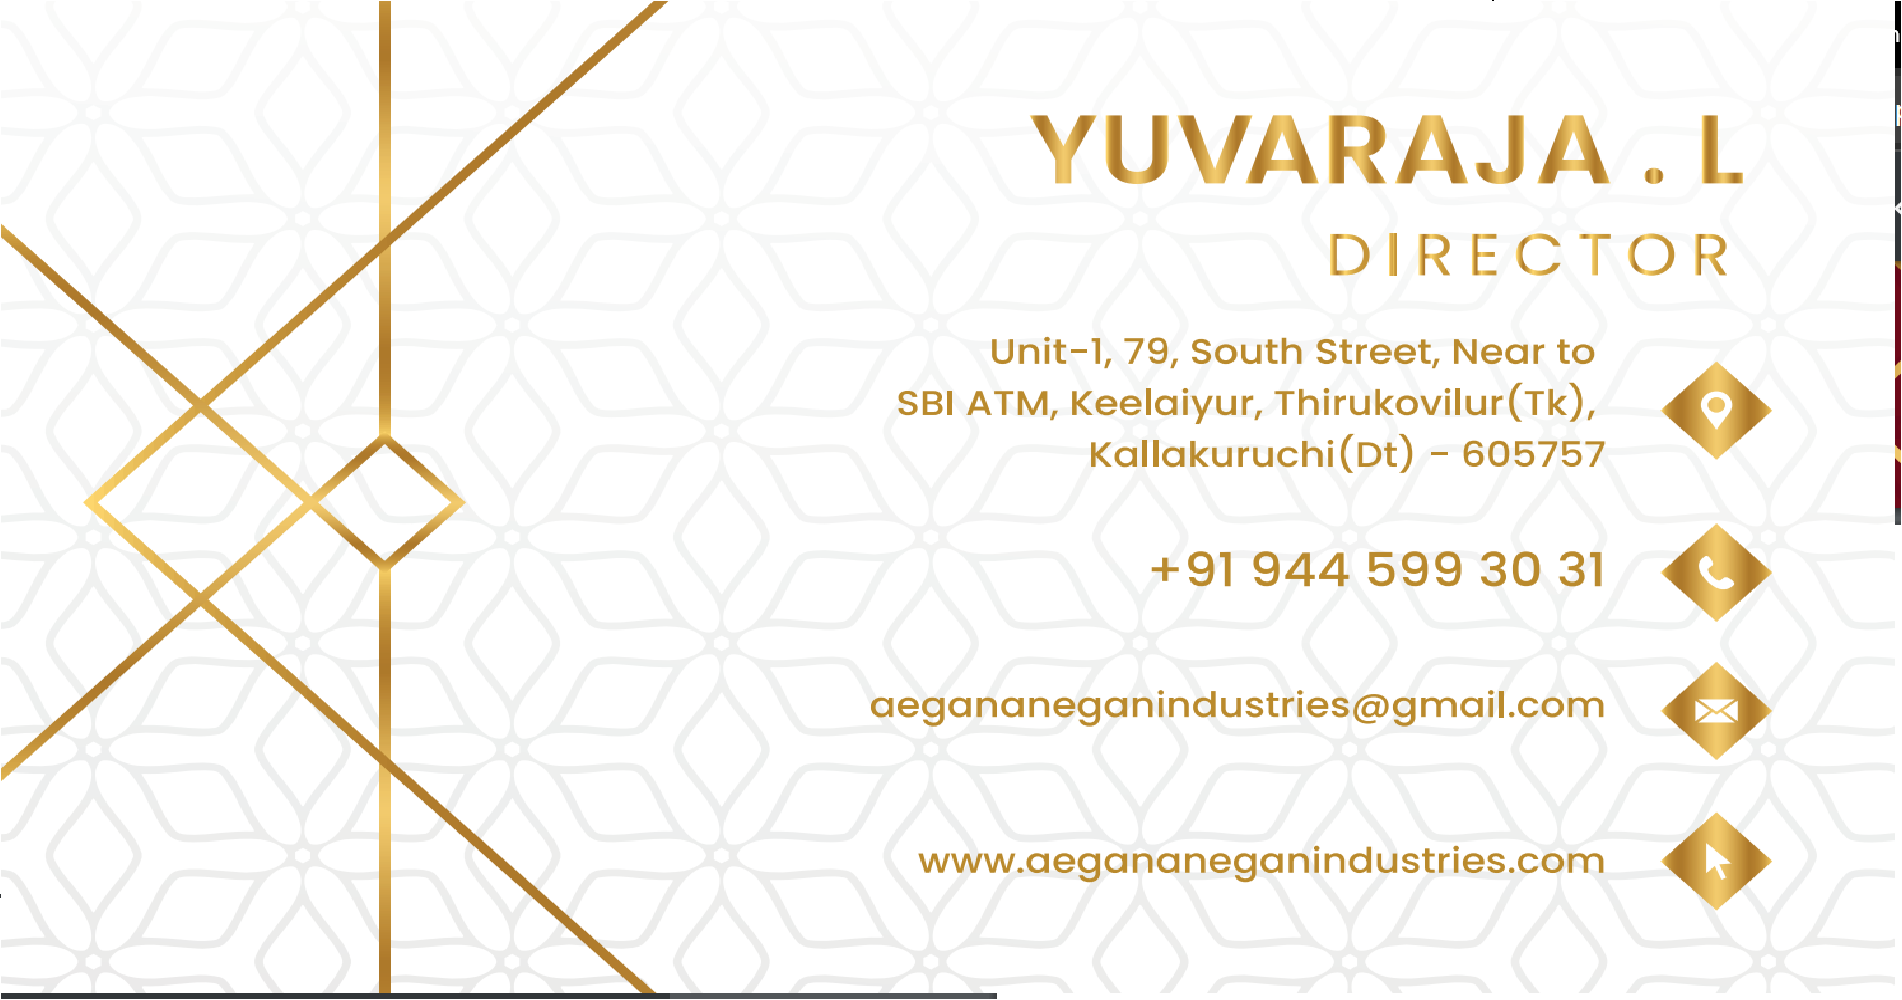 YUVARAJA . L
DIRECTOR
Unit-1, 79, South Street, Near to
SBI ATM, Keelaiyur, Thirukovilur(Tk),
Kallakuruchi(Dt) - 605757
+91 944 599 30 31
aegananeganindustries@gmail.com
www.aegananeganindustries.com